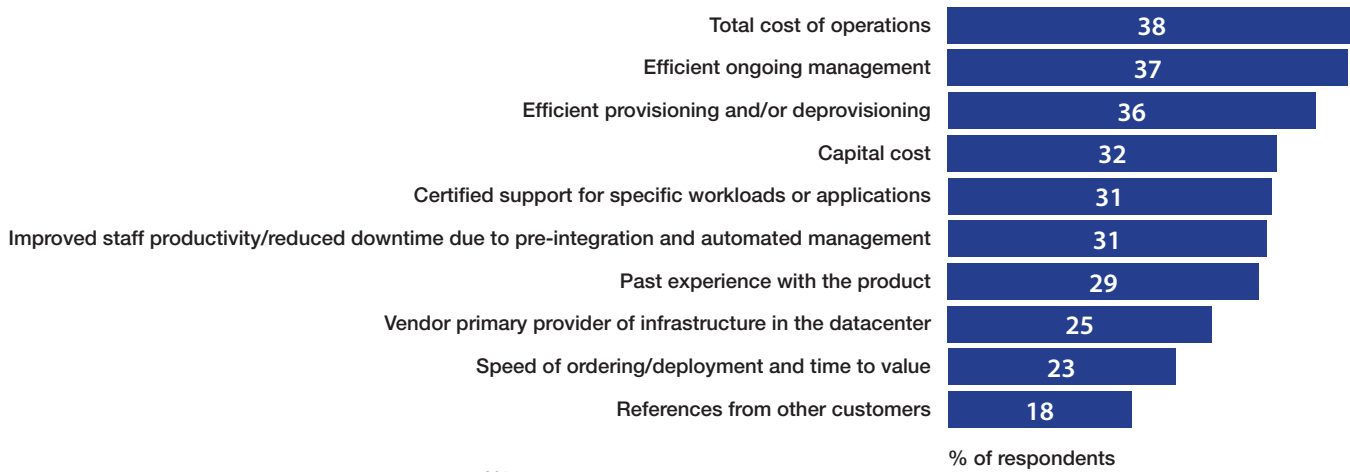 Total cost of operations 38
Efficient ongoing management 37
Efficient provisioning and/or deprovisioning 36
Capital cost 32
Certified support for specific workloads or applications 31
Improved staff productivity/reduced downtime due to pre-integration and automated management 31
Past experience with the product 29
Vendor primary provider of infrastructure in the datacenter 25
Speed of ordering/deployment and time to value 23
References from other customers 18
% of respondents